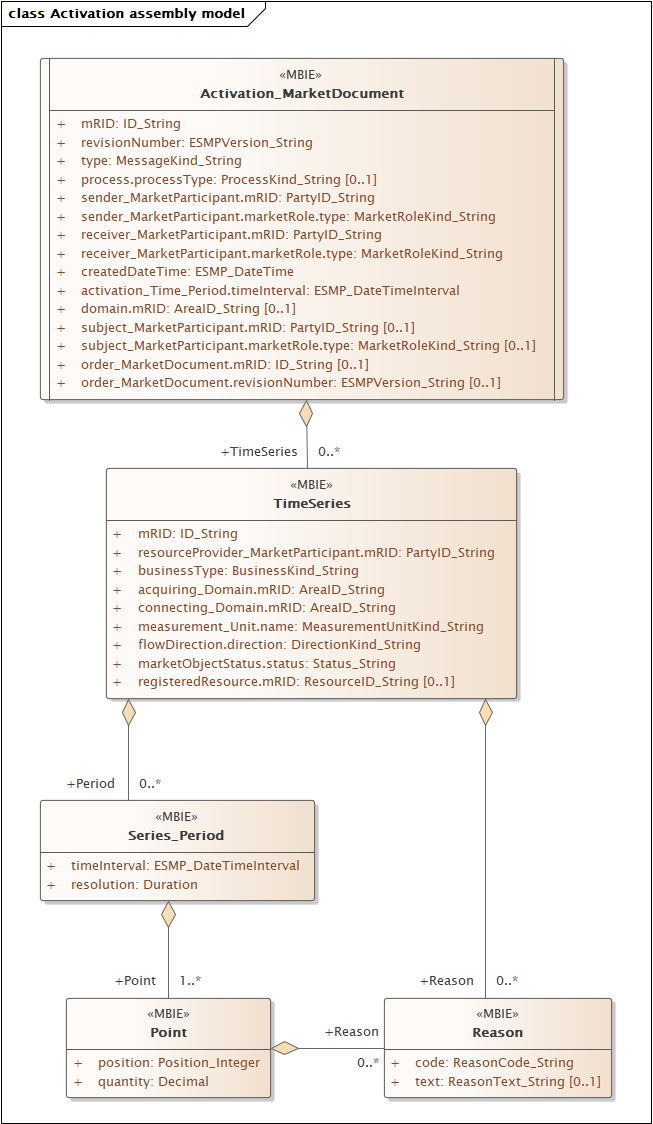 class Activation assembly model
«MBIE»
Activation_MarketDocument
+ mRID: ID_String
+ revisionNumber: ESMPVersion_String
+ type: MessageKind_String
+ process.processType: ProcessKind_String [0..1]
+ sender_MarketParticipant.mRID: PartyID_String
+ sender_MarketParticipant.marketRole.type: MarketRoleKind_String
+ receiver_MarketParticipant.mRID: PartyID_String
+ receiver_MarketParticipant.marketRole.type: MarketRoleKind_String
+ createdDateTime: ESMP_DateTime
+ activation_Time_Period.timeInterval: ESMP_DateTimeInterval
+ domain.mRID: AreaID_String [0..1]
+ subject_MarketParticipant.mRID: PartyID_String [0..1]
+ subject_MarketParticipant.marketRole.type: MarketRoleKind_String [0..1]
+ order_MarketDocument.mRID: ID_String [0..1]
+ order_MarketDocument.revisionNumber: ESMPVersion_String [0..1]
+TimeSeries 0..*
«MBIE»
TimeSeries
+ mRID: ID_String
+ resourceProvider_MarketParticipant.mRID: PartyID_String
+ businessType: BusinessKind_String
+ acquiring_Domain.mRID: AreaID_String
+ connecting_Domain.mRID: AreaID_String
+ measurement_Unit.name: MeasurementUnitKind_String
+ flowDirection.direction: DirectionKind_String
+ marketObjectStatus.status: Status_String
+ registeredResource.mRID: ResourceID_String [0..1]
+Period 0..*
«MBIE»
Series_Period
+ timeInterval: ESMP_DateTimeInterval
+ resolution: Duration
+Point 1..*
+Reason 0..*
«MBIE»
Point
+ position: Position_Integer
+ quantity: Decimal
+Reason
0..*
«MBIE»
Reason
+ code: ReasonCode_String
+ text: ReasonText_String [0..1]